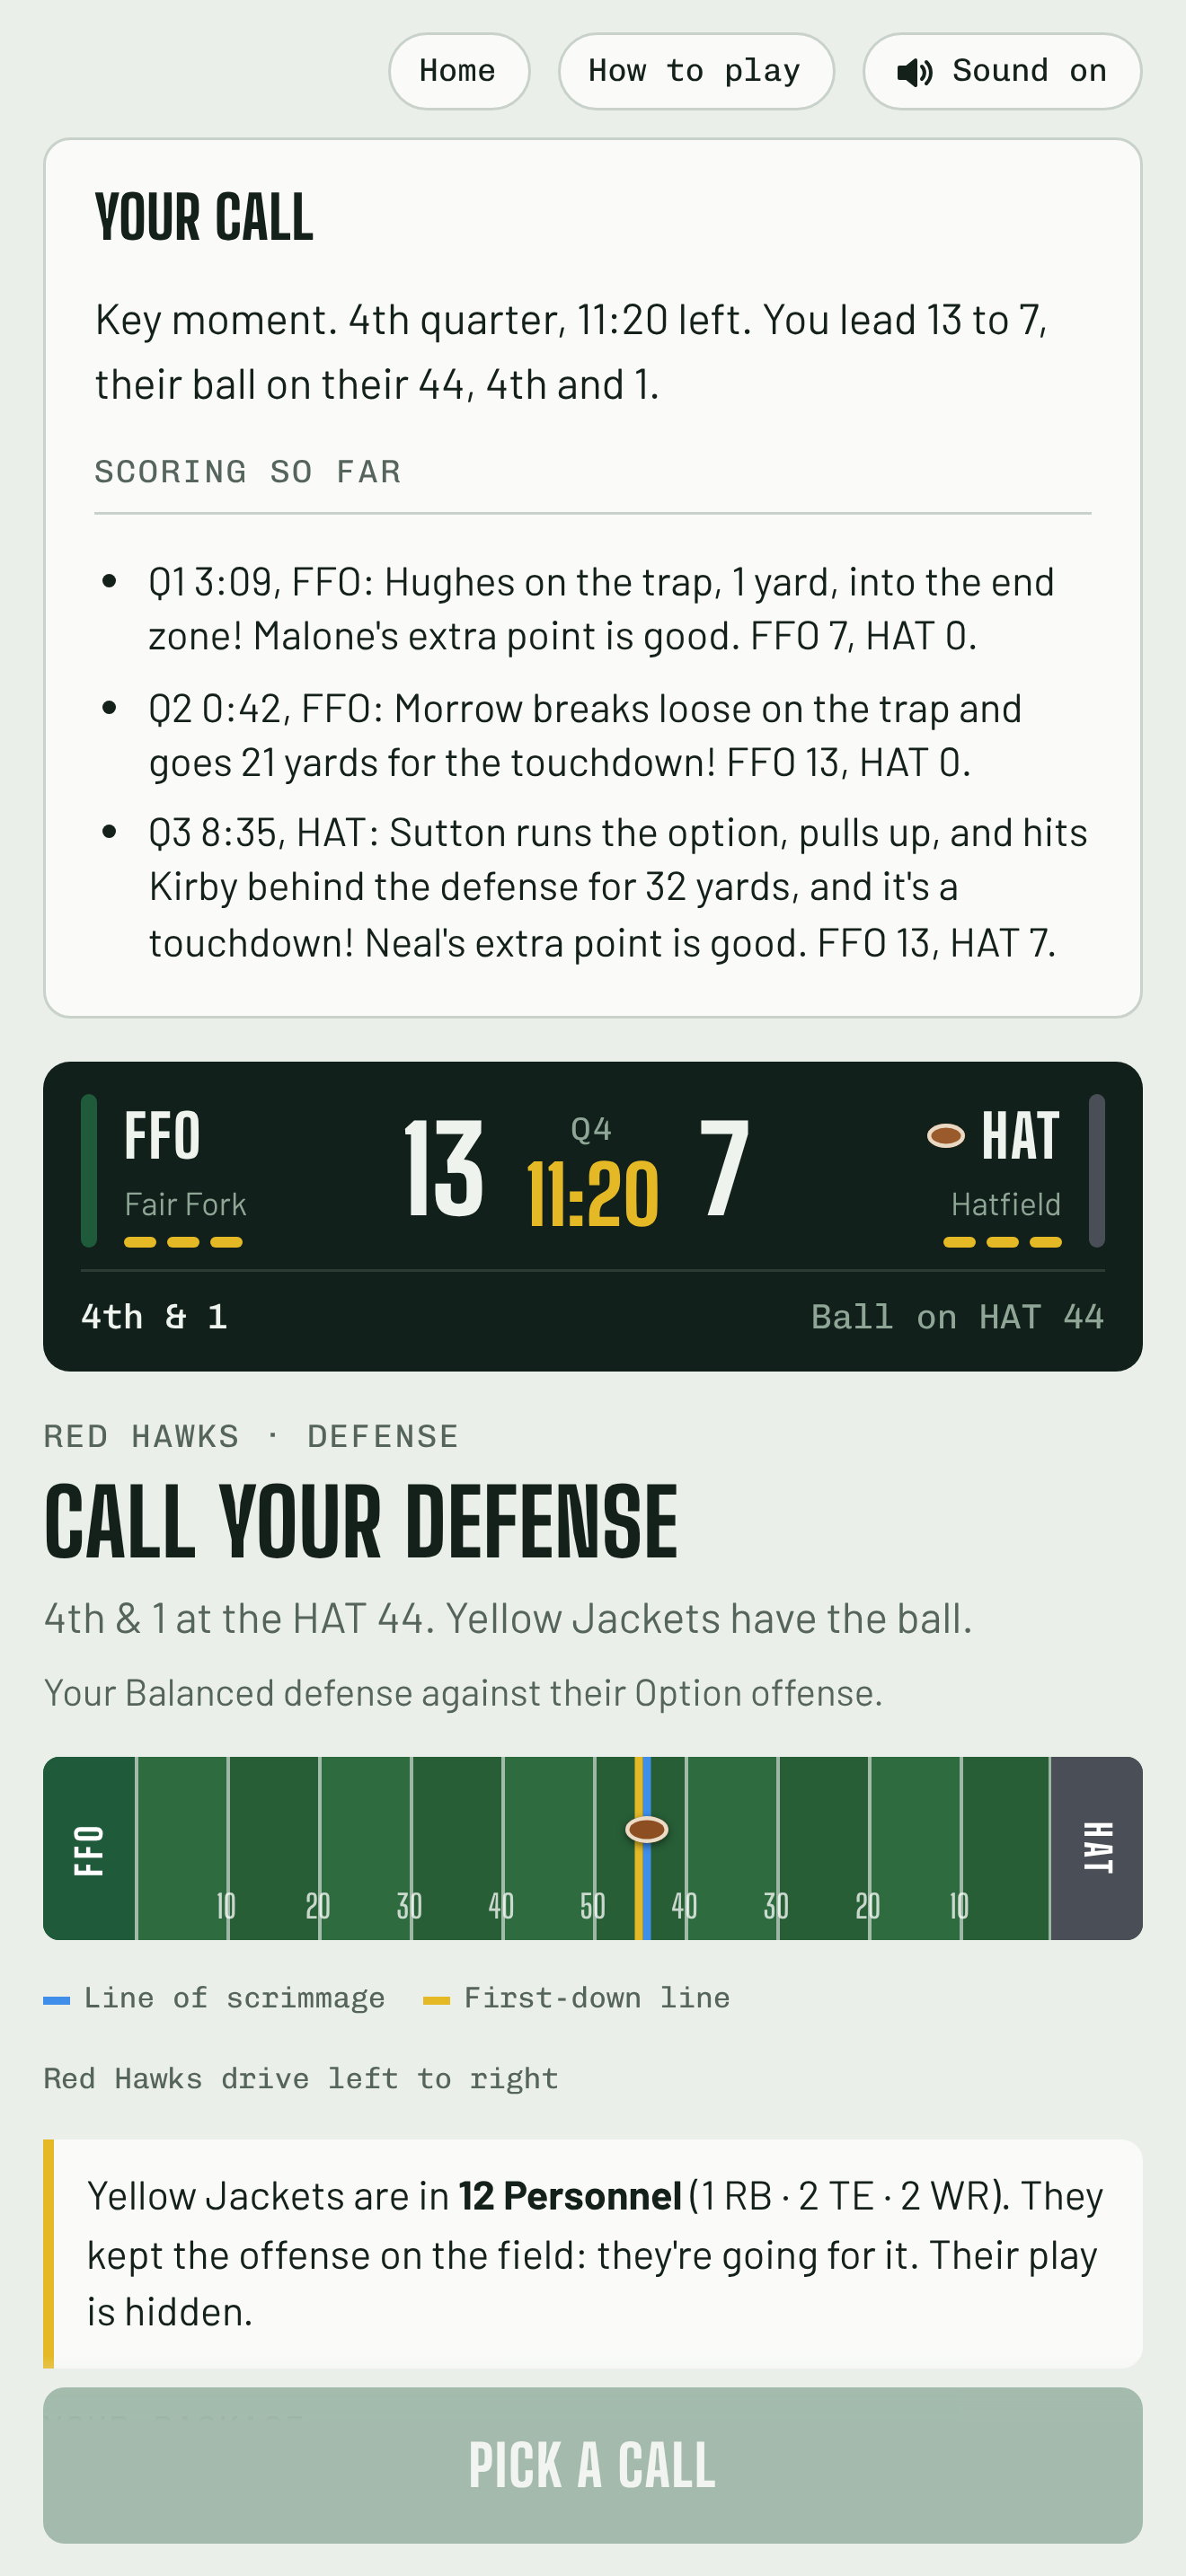 Home
How to play
Sound on
YOUR CALL
Key moment. 4th quarter, 11:20 left. You lead 13 to 7,
their ball on their 44, 4th and 1.
SCORING SO FAR
• Q1 3:09, FFO: Hughes on the trap, 1 yard, into the end
zone! Malone's extra point is good. FFO 7, HAT 0.
• Q2 0:42, FFO: Morrow breaks loose on the trap and
goes 21 yards for the touchdown! FFO 13, HAT 0.
• Q3 8:35, HAT: Sutton runs the option, pulls up, and hits
Kirby behind the defense for 32 yards, and it's a
touchdown! Neal's extra point is good. FFO 13, HAT 7.
FFO
Fair Fork
13
Q4
11:20
7
HAT
Hatfield
4th & 1
Ball on HAT 44
RED HAWKS · DEFENSE
CALL YOUR DEFENSE
4th & 1 at the HAT 44. Yellow Jackets have the ball.
Your Balanced defense against their Option offense.
FFO
10 20 30 40 50 40 30 20 10
HAT
Line of scrimmage
First-down line
Red Hawks drive left to right
Yellow Jackets are in 12 Personnel (1 RB · 2 TE · 2 WR). They
kept the offense on the field: they're going for it. Their play
is hidden.
PICK A CALL